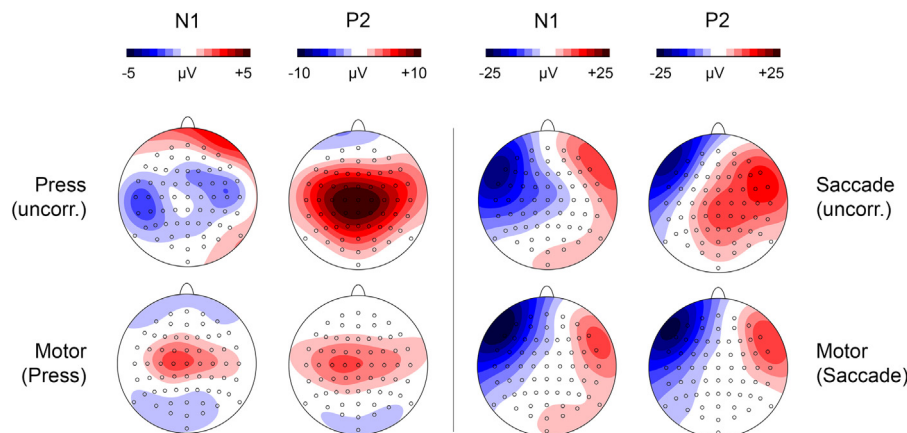 N1 P2 N1 P2
-5 µV +5 -10 µV +10 -25 µV +25 -25 µV +25
Press
(uncorr.)
Saccade
(uncorr.)
Motor
(Press)
Motor
(Saccade)